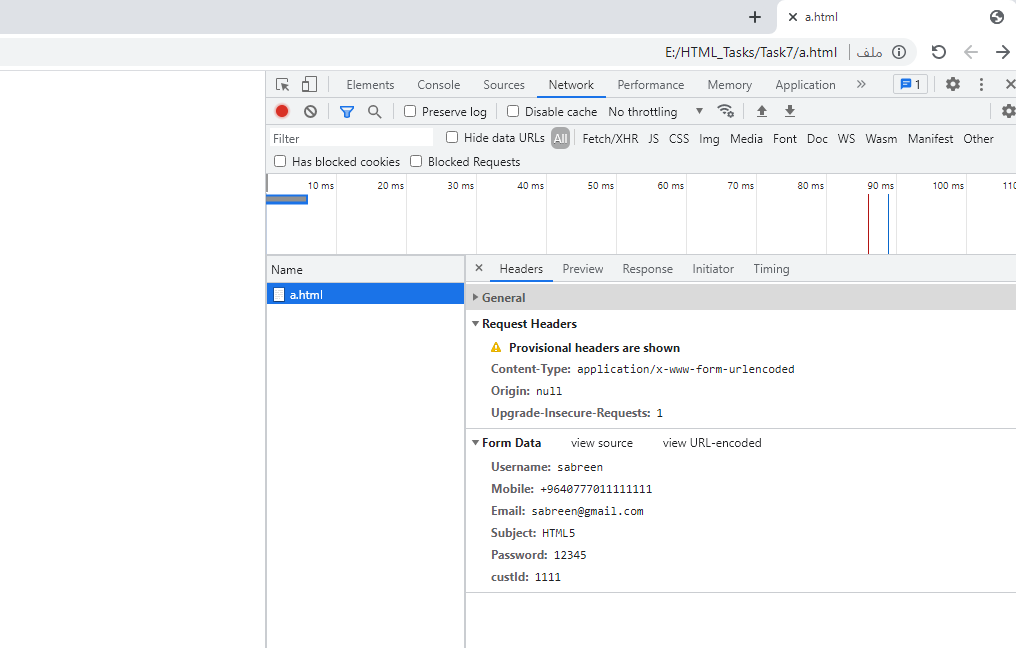 a.html
E:/HTML_Tasks/Task7/a.html | ملف
Elements Console Sources Network Performance Memory Application » 1
Preserve log Disable cache No throttling
Filter Hide data URLs All Fetch/XHR JS CSS Img Media Font Doc WS Wasm Manifest Other
Has blocked cookies Blocked Requests
10 ms 20 ms 30 ms 40 ms 50 ms 60 ms 70 ms 80 ms 90 ms 100 ms
Name
a.html
Headers Preview Response Initiator Timing
General
Request Headers
Provisional headers are shown
Content-Type: application/x-www-form-urlencoded
Origin: null
Upgrade-Insecure-Requests: 1
Form Data view source view URL-encoded
Username: sabreen
Mobile: +9640777011111111
Email: sabreen@gmail.com
Subject: HTML5
Password: 12345
custId: 1111